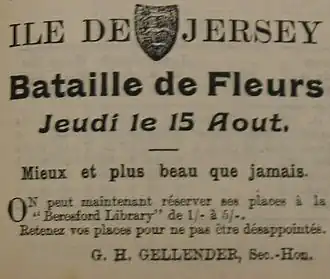 ILE DE JERSEY
Bataille de Fleurs
Jeudi le 15 Aout.
Mieux et plus beau que jamais.
ON peut maintenant réserver ses places à la
"Beresford Library" de 1/- à 5/-.
Retenez vos places pour ne pas être désappointés.
G. H. GELLENDER, Sec.-Hon.